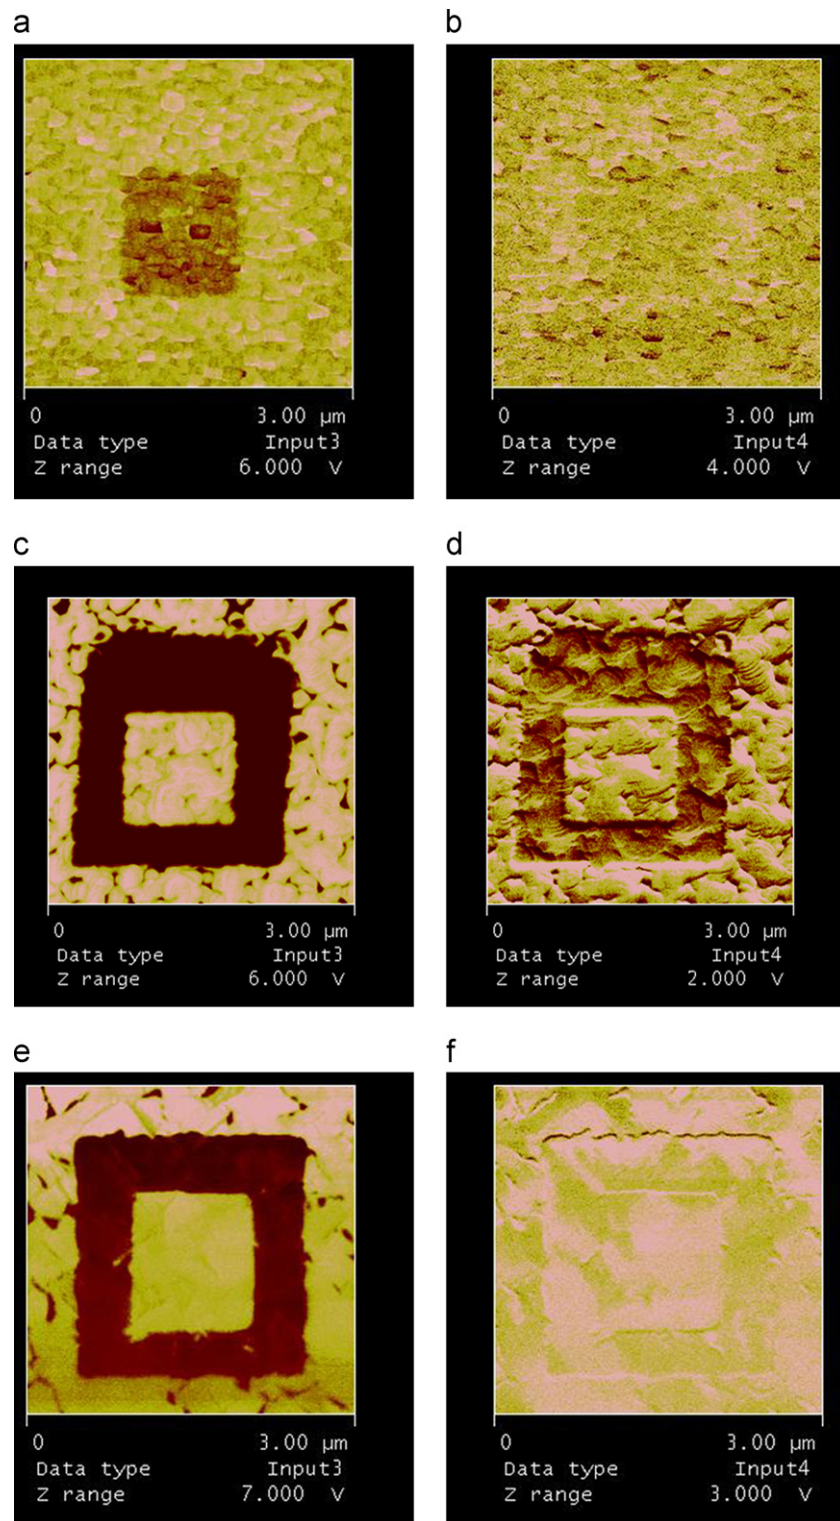 a
b
0 3.00 µm
Data type Input3
Z range 6.000 V
0 3.00 µm
Data type Input4
Z range 4.000 V
c
d
0 3.00 µm
Data type Input3
Z range 6.000 V
0 3.00 µm
Data type Input4
Z range 2.000 V
e
f
0 3.00 µm
Data type Input3
Z range 7.000 V
0 3.00 µm
Data type Input4
Z range 3.000 V